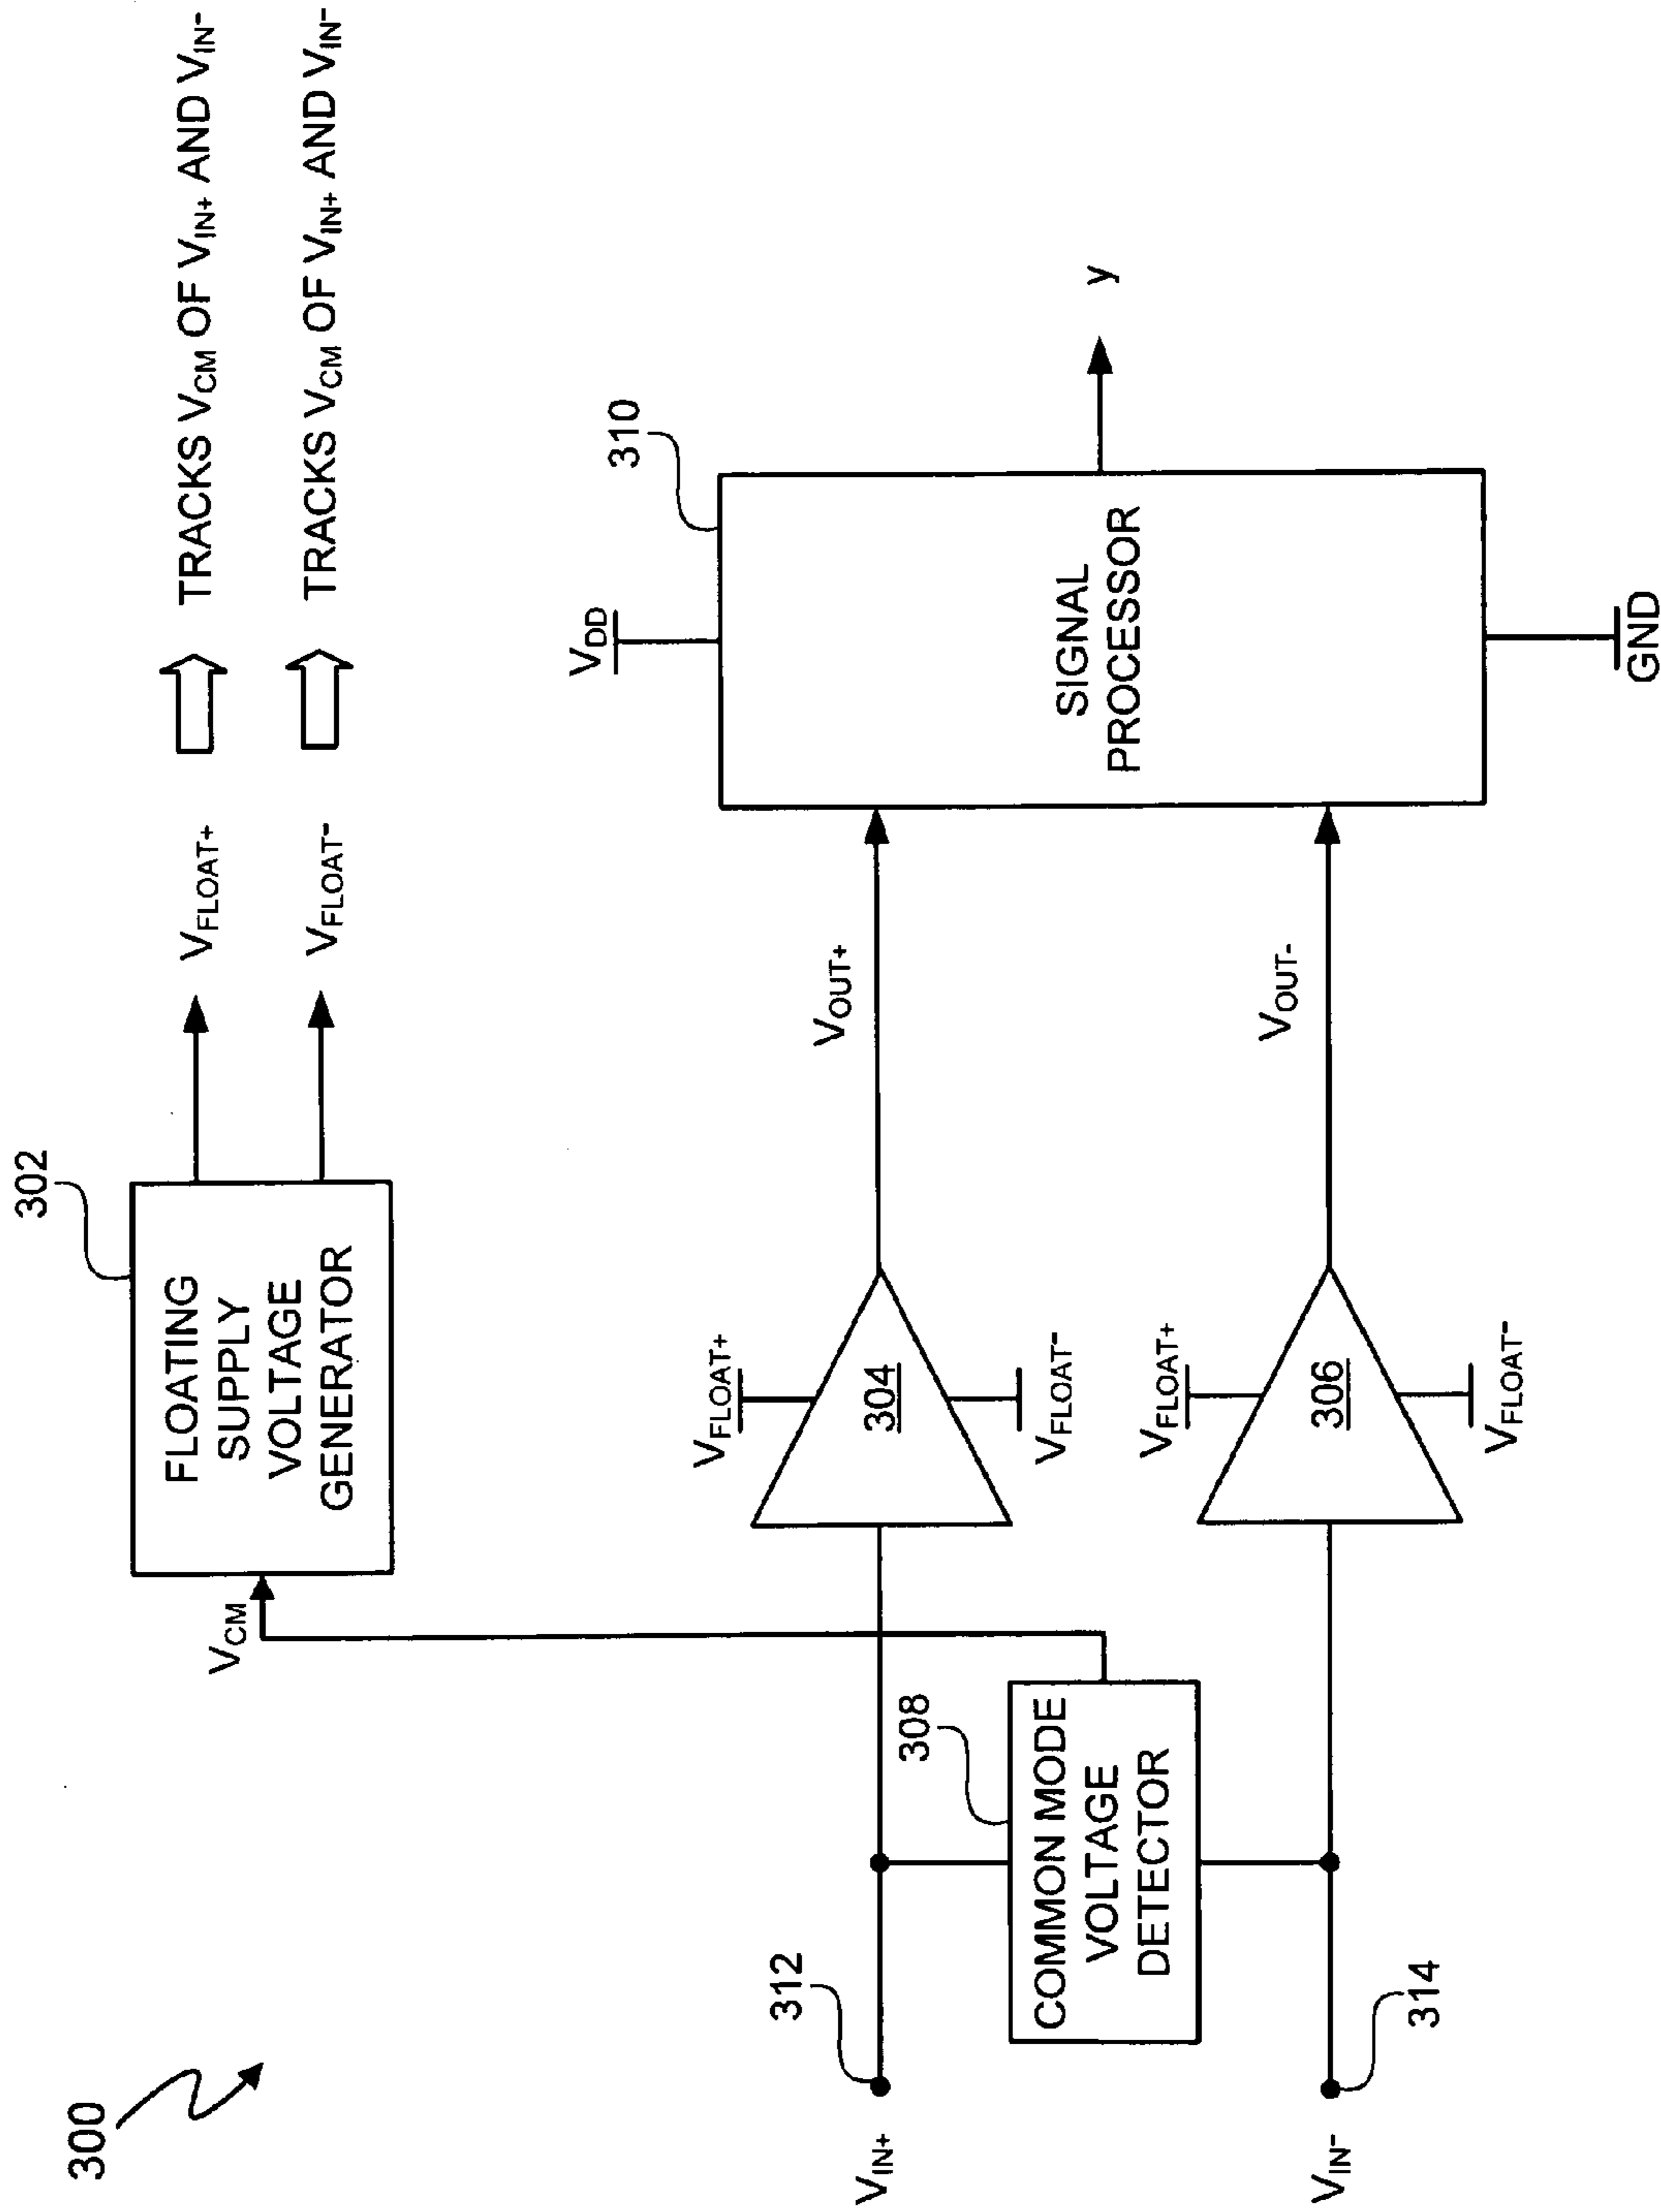 300
302
FLOATING
SUPPLY
VOLTAGE
GENERATOR
VCM
VFLOAT+
TRACKS VCM OF VIN+ AND VIN-
VFLOAT-
TRACKS VCM OF VIN+ AND VIN-
VIN+
312
308
COMMON MODE
VOLTAGE
DETECTOR
VIN-
314
VFLOAT+
304
VFLOAT-
VFLOAT+
306
VFLOAT-
VOUT+
VOUT-
310
VDD
SIGNAL
PROCESSOR
GND
y